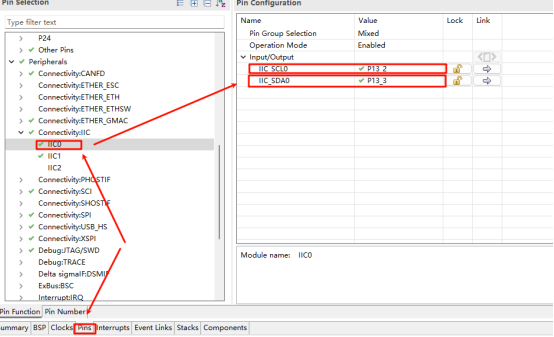 Pin Selection
Type filter text
P24
Other Pins
Peripherals
Connectivity:CANFD
Connectivity:ETHER_ESC
Connectivity:ETHER_ETH
Connectivity:ETHER_ETHSW
Connectivity:ETHER_GMAC
Connectivity:IIC
IIC0
IIC1
IIC2
Connectivity:PHOSTIF
Connectivity:SCI
Connectivity:SHOSTIF
Connectivity:SPI
Connectivity:USB_HS
Connectivity:XSPI
Debug:JTAG/SWD
Debug:TRACE
Delta sigmaIF:DSMIF
ExBus:BSC
Interrupt:IRQ
Pin Function Pin Number
ummary BSP Clocks Pins Interrupts Event Links Stacks Components
Pin Configuration
Name Value Lock Link
Pin Group Selection Mixed
Operation Mode Enabled
Input/Output
IIC_SCL0 P13_2
IIC_SDA0 P13_3
Module name: IIC0